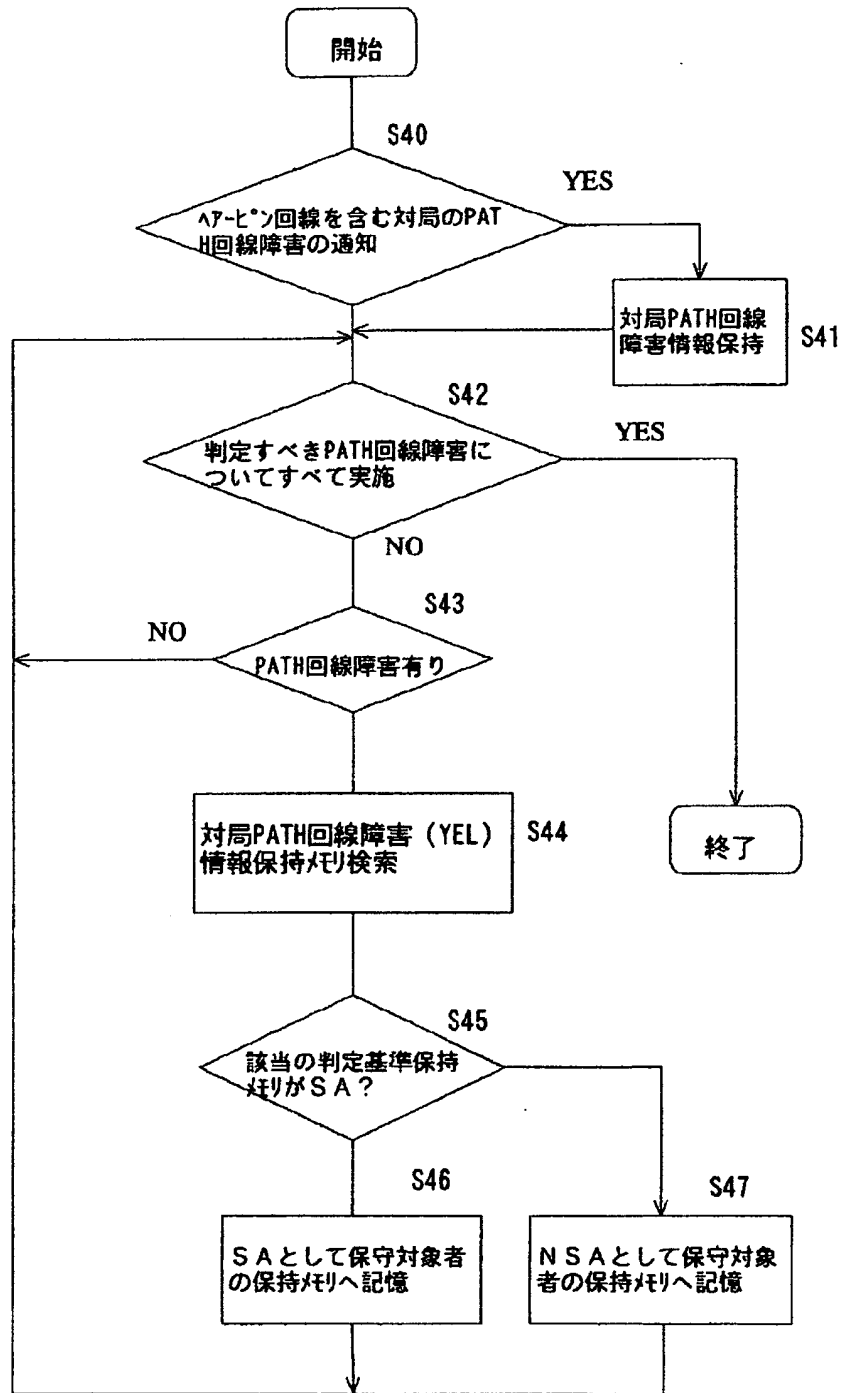 開始
S40
YES
ﾍｱｰﾋﾟﾝ回線を含む対局のPAT
H回線障害の通知
対局PATH回線
障害情報保持
S41
S42
YES
判定すべきPATH回線障害に
ついてすべて実施
NO
S43
NO
PATH回線障害有り
対局PATH回線障害(YEL)
情報保持ﾒﾓﾘ検索
S44
終了
S45
該当の判定基準保持
ﾒﾓﾘがSA?
S46
S47
SAとして保守対象者
の保持ﾒﾓﾘへ記憶
NSAとして保守対象
者の保持ﾒﾓﾘへ記憶